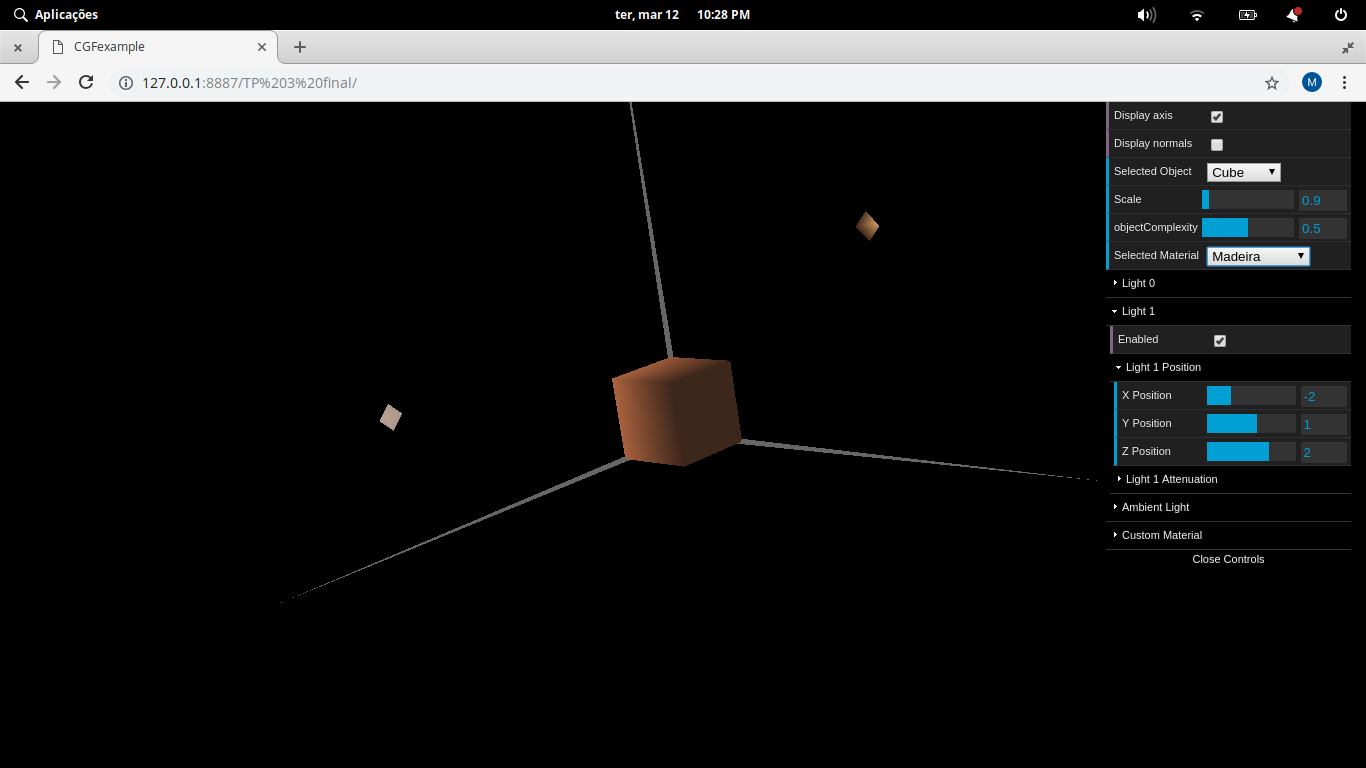 Aplicações
ter, mar 12 10:28 PM
CGFexample
127.0.0.1:8887/TP%203%20final/
M
Display axis
Display normals
Selected Object Cube
Scale 0.9
objectComplexity 0.5
Selected Material Madeira
Light 0
Light 1
Enabled
Light 1 Position
X Position -2
Y Position 1
Z Position 2
Light 1 Attenuation
Ambient Light
Custom Material
Close Controls